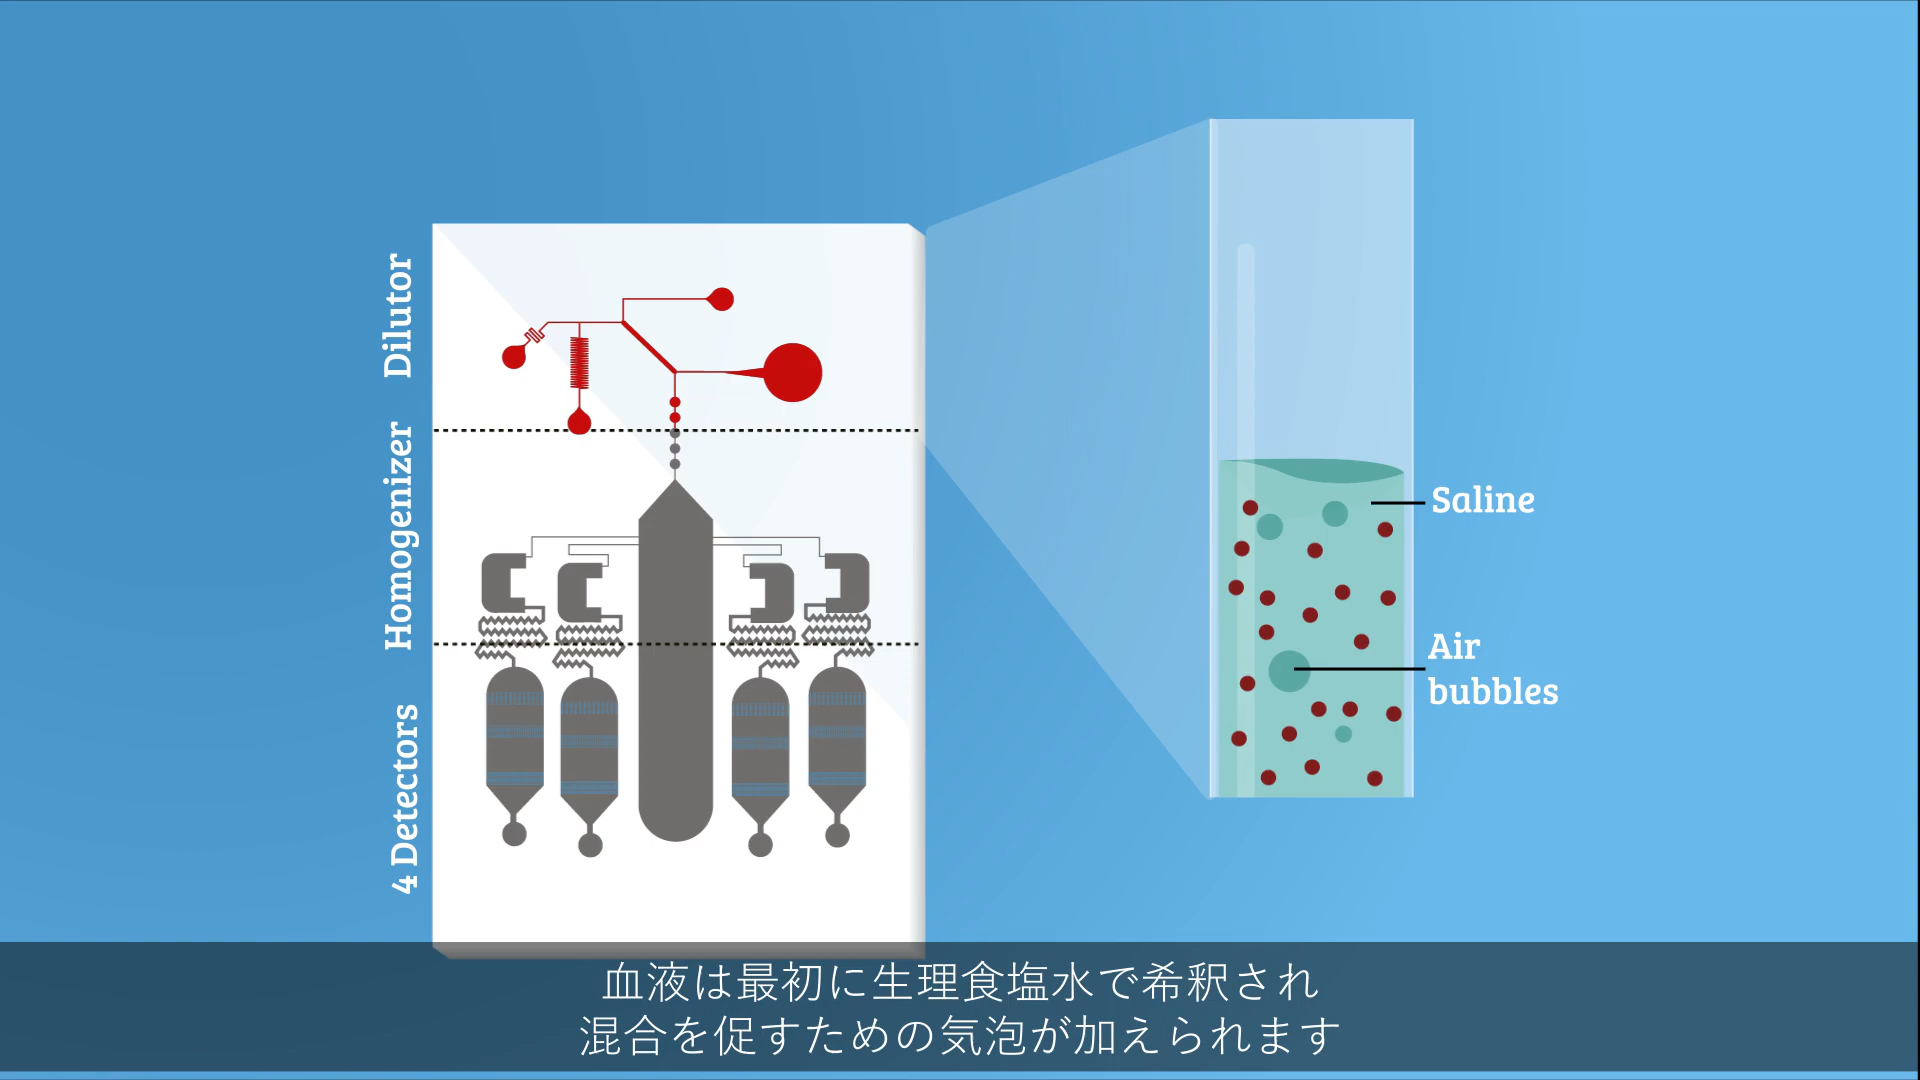 Dilutor
Homogenizer
4 Detectors
Saline
Air
bubbles
血液は最初に生理食塩水で希釈され
混合を促すための気泡が加えられます